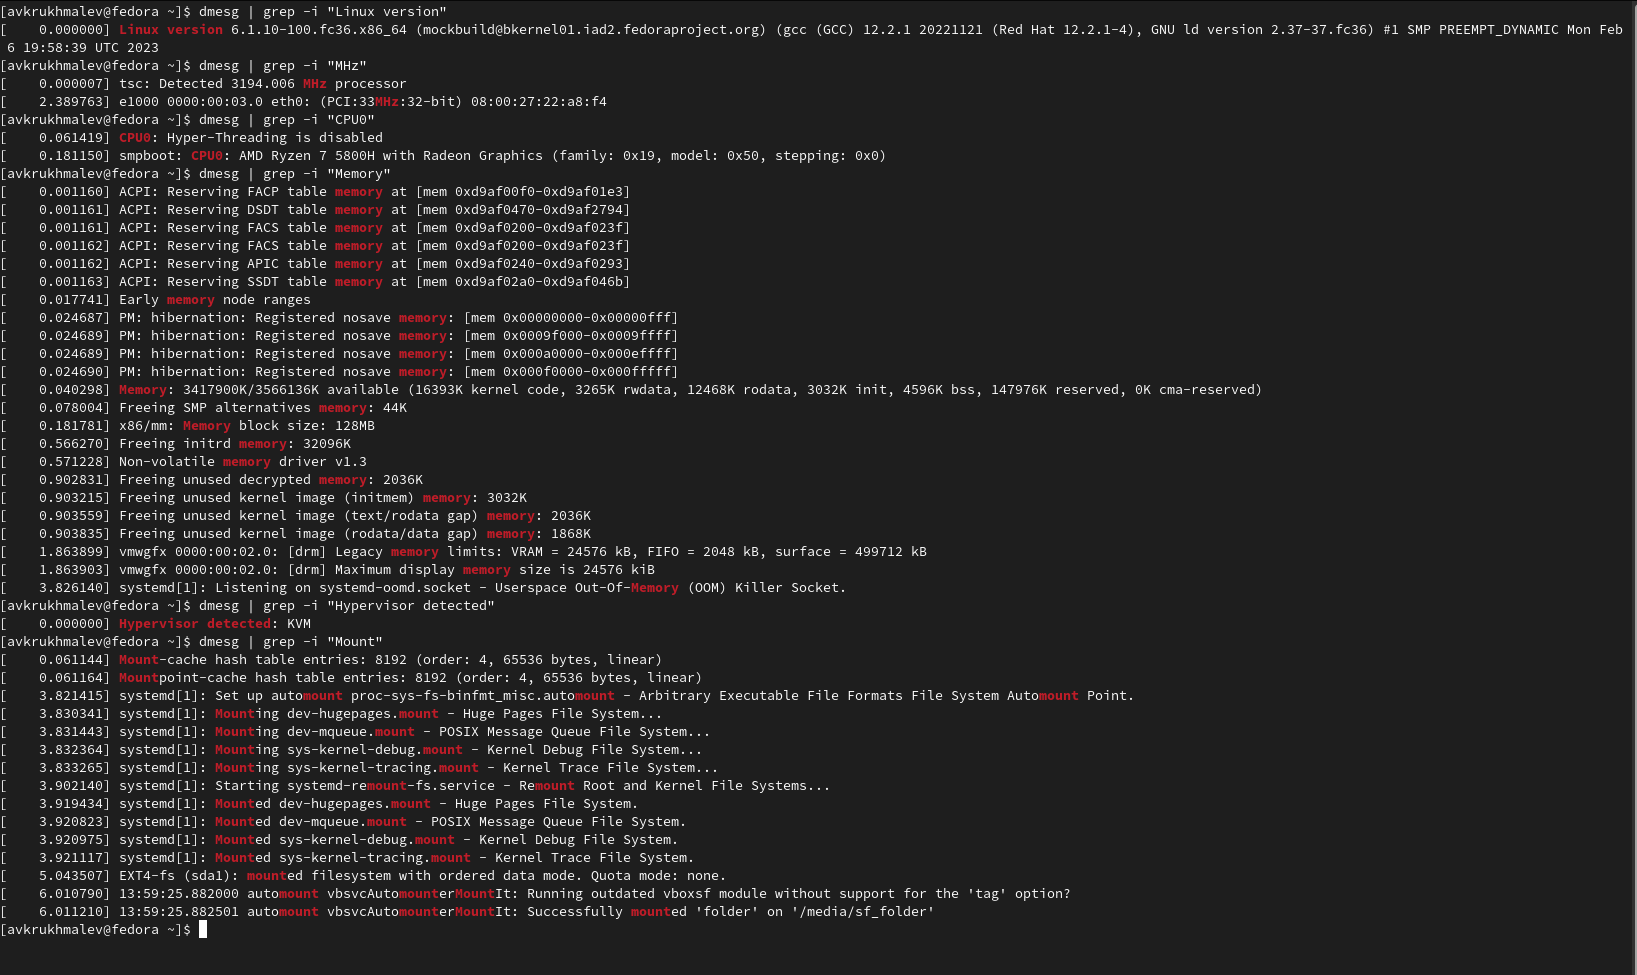 [avkrukhmalev@fedora ~]$ dmesg | grep -i "Linux version"
[    0.000000] Linux version 6.1.10-100.fc36.x86_64 (mockbuild@bkernel01.iad2.fedoraproject.org) (gcc (GCC) 12.2.1 20221121 (Red Hat 12.2.1-4), GNU ld version 2.37-37.fc36) #1 SMP PREEMPT_DYNAMIC Mon Feb
 6 19:58:39 UTC 2023
[avkrukhmalev@fedora ~]$ dmesg | grep -i "MHz"
[    0.000007] tsc: Detected 3194.006 MHz processor
[    2.389763] e1000 0000:00:03.0 eth0: (PCI:33MHz:32-bit) 08:00:27:22:a8:f4
[avkrukhmalev@fedora ~]$ dmesg | grep -i "CPU0"
[    0.061419] CPU0: Hyper-Threading is disabled
[    0.181150] smpboot: CPU0: AMD Ryzen 7 5800H with Radeon Graphics (family: 0x19, model: 0x50, stepping: 0x0)
[avkrukhmalev@fedora ~]$ dmesg | grep -i "Memory"
[    0.001160] ACPI: Reserving FACP table memory at [mem 0xd9af00f0-0xd9af01e3]
[    0.001161] ACPI: Reserving DSDT table memory at [mem 0xd9af0470-0xd9af2794]
[    0.001161] ACPI: Reserving FACS table memory at [mem 0xd9af0200-0xd9af023f]
[    0.001162] ACPI: Reserving FACS table memory at [mem 0xd9af0200-0xd9af023f]
[    0.001162] ACPI: Reserving APIC table memory at [mem 0xd9af0240-0xd9af0293]
[    0.001163] ACPI: Reserving SSDT table memory at [mem 0xd9af02a0-0xd9af046b]
[    0.017741] Early memory node ranges
[    0.024687] PM: hibernation: Registered nosave memory: [mem 0x00000000-0x00000fff]
[    0.024689] PM: hibernation: Registered nosave memory: [mem 0x0009f000-0x0009ffff]
[    0.024689] PM: hibernation: Registered nosave memory: [mem 0x000a0000-0x000effff]
[    0.024690] PM: hibernation: Registered nosave memory: [mem 0x000f0000-0x000fffff]
[    0.040298] Memory: 3417900K/3566136K available (16393K kernel code, 3265K rwdata, 12468K rodata, 3032K init, 4596K bss, 147976K reserved, 0K cma-reserved)
[    0.078004] Freeing SMP alternatives memory: 44K
[    0.181781] x86/mm: Memory block size: 128MB
[    0.566270] Freeing initrd memory: 32096K
[    0.571228] Non-volatile memory driver v1.3
[    0.902831] Freeing unused decrypted memory: 2036K
[    0.903215] Freeing unused kernel image (initmem) memory: 3032K
[    0.903559] Freeing unused kernel image (text/rodata gap) memory: 2036K
[    0.903835] Freeing unused kernel image (rodata/data gap) memory: 1868K
[    1.863899] vmwgfx 0000:00:02.0: [drm] Legacy memory limits: VRAM = 24576 kB, FIFO = 2048 kB, surface = 499712 kB
[    1.863903] vmwgfx 0000:00:02.0: [drm] Maximum display memory size is 24576 kiB
[    3.826140] systemd[1]: Listening on systemd-oomd.socket - Userspace Out-Of-Memory (OOM) Killer Socket.
[avkrukhmalev@fedora ~]$ dmesg | grep -i "Hypervisor detected"
[    0.000000] Hypervisor detected: KVM
[avkrukhmalev@fedora ~]$ dmesg | grep -i "Mount"
[    0.061144] Mount-cache hash table entries: 8192 (order: 4, 65536 bytes, linear)
[    0.061164] Mountpoint-cache hash table entries: 8192 (order: 4, 65536 bytes, linear)
[    3.821415] systemd[1]: Set up automount proc-sys-fs-binfmt_misc.automount - Arbitrary Executable File Formats File System Automount Point.
[    3.830341] systemd[1]: Mounting dev-hugepages.mount - Huge Pages File System...
[    3.831443] systemd[1]: Mounting dev-mqueue.mount - POSIX Message Queue File System...
[    3.832364] systemd[1]: Mounting sys-kernel-debug.mount - Kernel Debug File System...
[    3.833265] systemd[1]: Mounting sys-kernel-tracing.mount - Kernel Trace File System...
[    3.902140] systemd[1]: Starting systemd-remount-fs.service - Remount Root and Kernel File Systems...
[    3.919434] systemd[1]: Mounted dev-hugepages.mount - Huge Pages File System.
[    3.920823] systemd[1]: Mounted dev-mqueue.mount - POSIX Message Queue File System.
[    3.920975] systemd[1]: Mounted sys-kernel-debug.mount - Kernel Debug File System.
[    3.921117] systemd[1]: Mounted sys-kernel-tracing.mount - Kernel Trace File System.
[    5.043507] EXT4-fs (sda1): mounted filesystem with ordered data mode. Quota mode: none.
[    6.010790] 13:59:25.882000 automount vbsvcAutomounterMountIt: Running outdated vboxsf module without support for the 'tag' option?
[    6.011210] 13:59:25.882501 automount vbsvcAutomounterMountIt: Successfully mounted 'folder' on '/media/sf_folder'
[avkrukhmalev@fedora ~]$